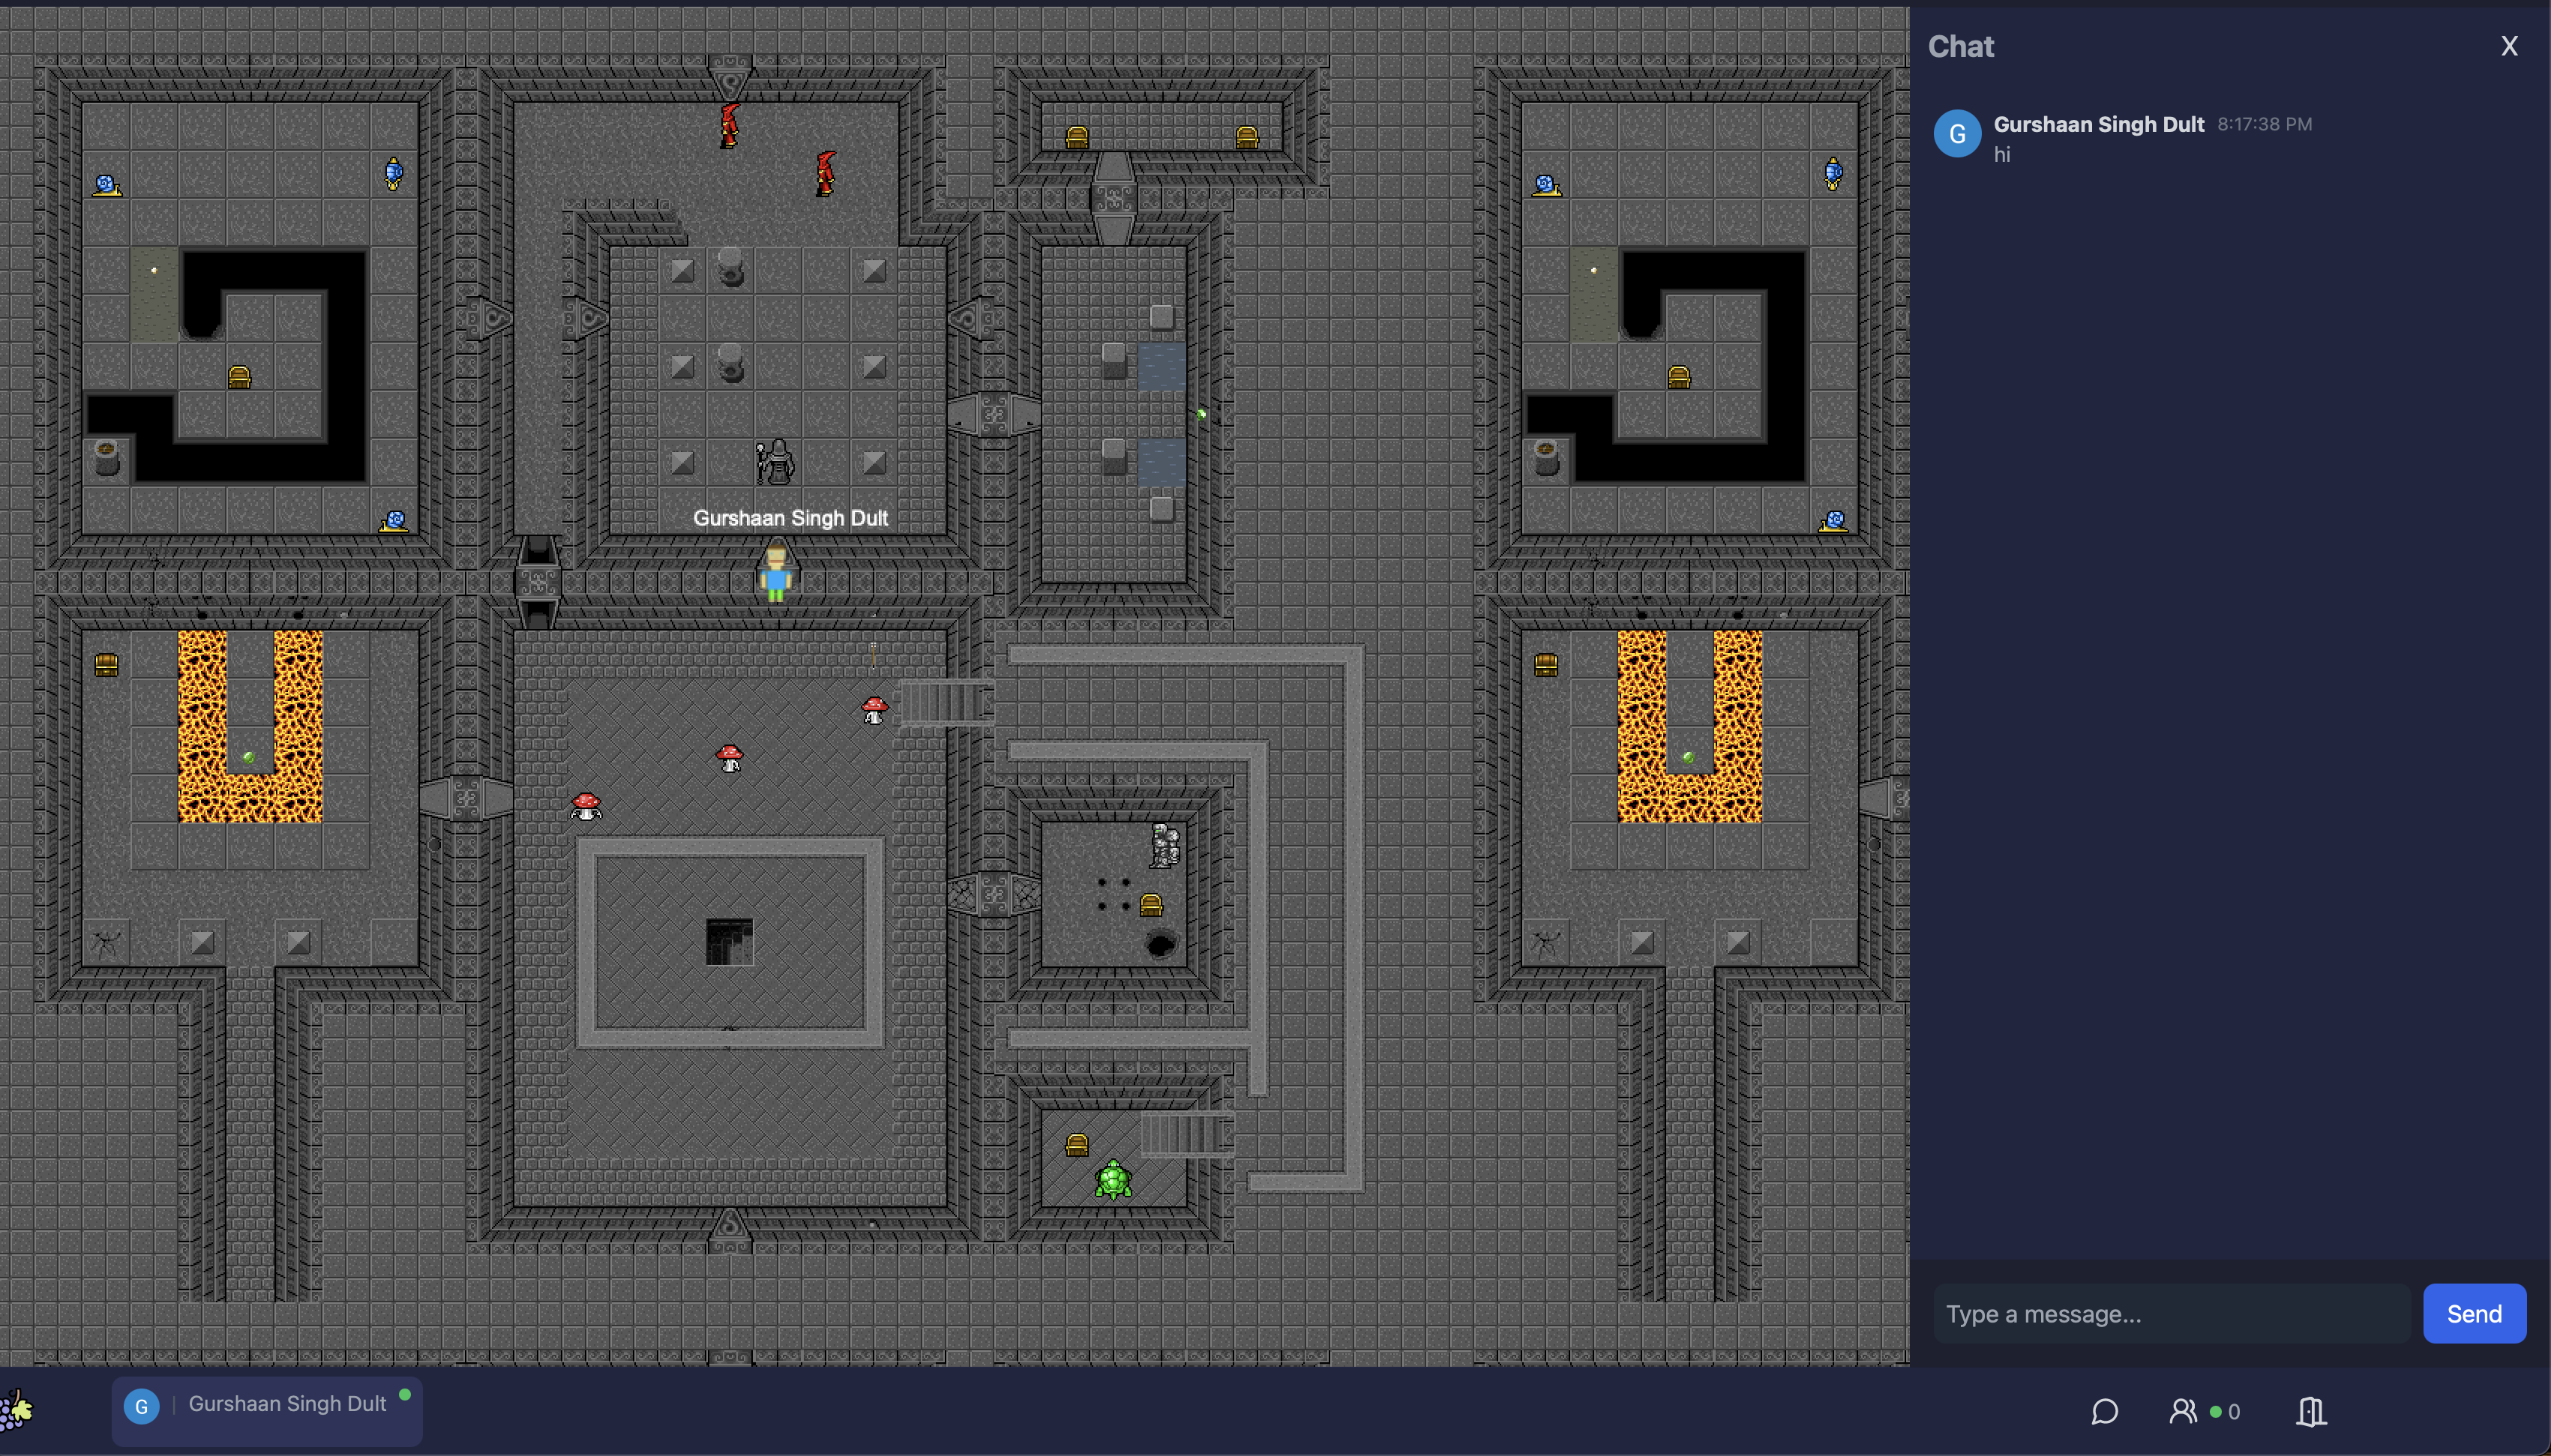 Chat
X
G
Gurshaan Singh Dult 8:17:38 PM
hi
Gurshaan Singh Dult
Type a message...
Send
G | Gurshaan Singh Dult
0